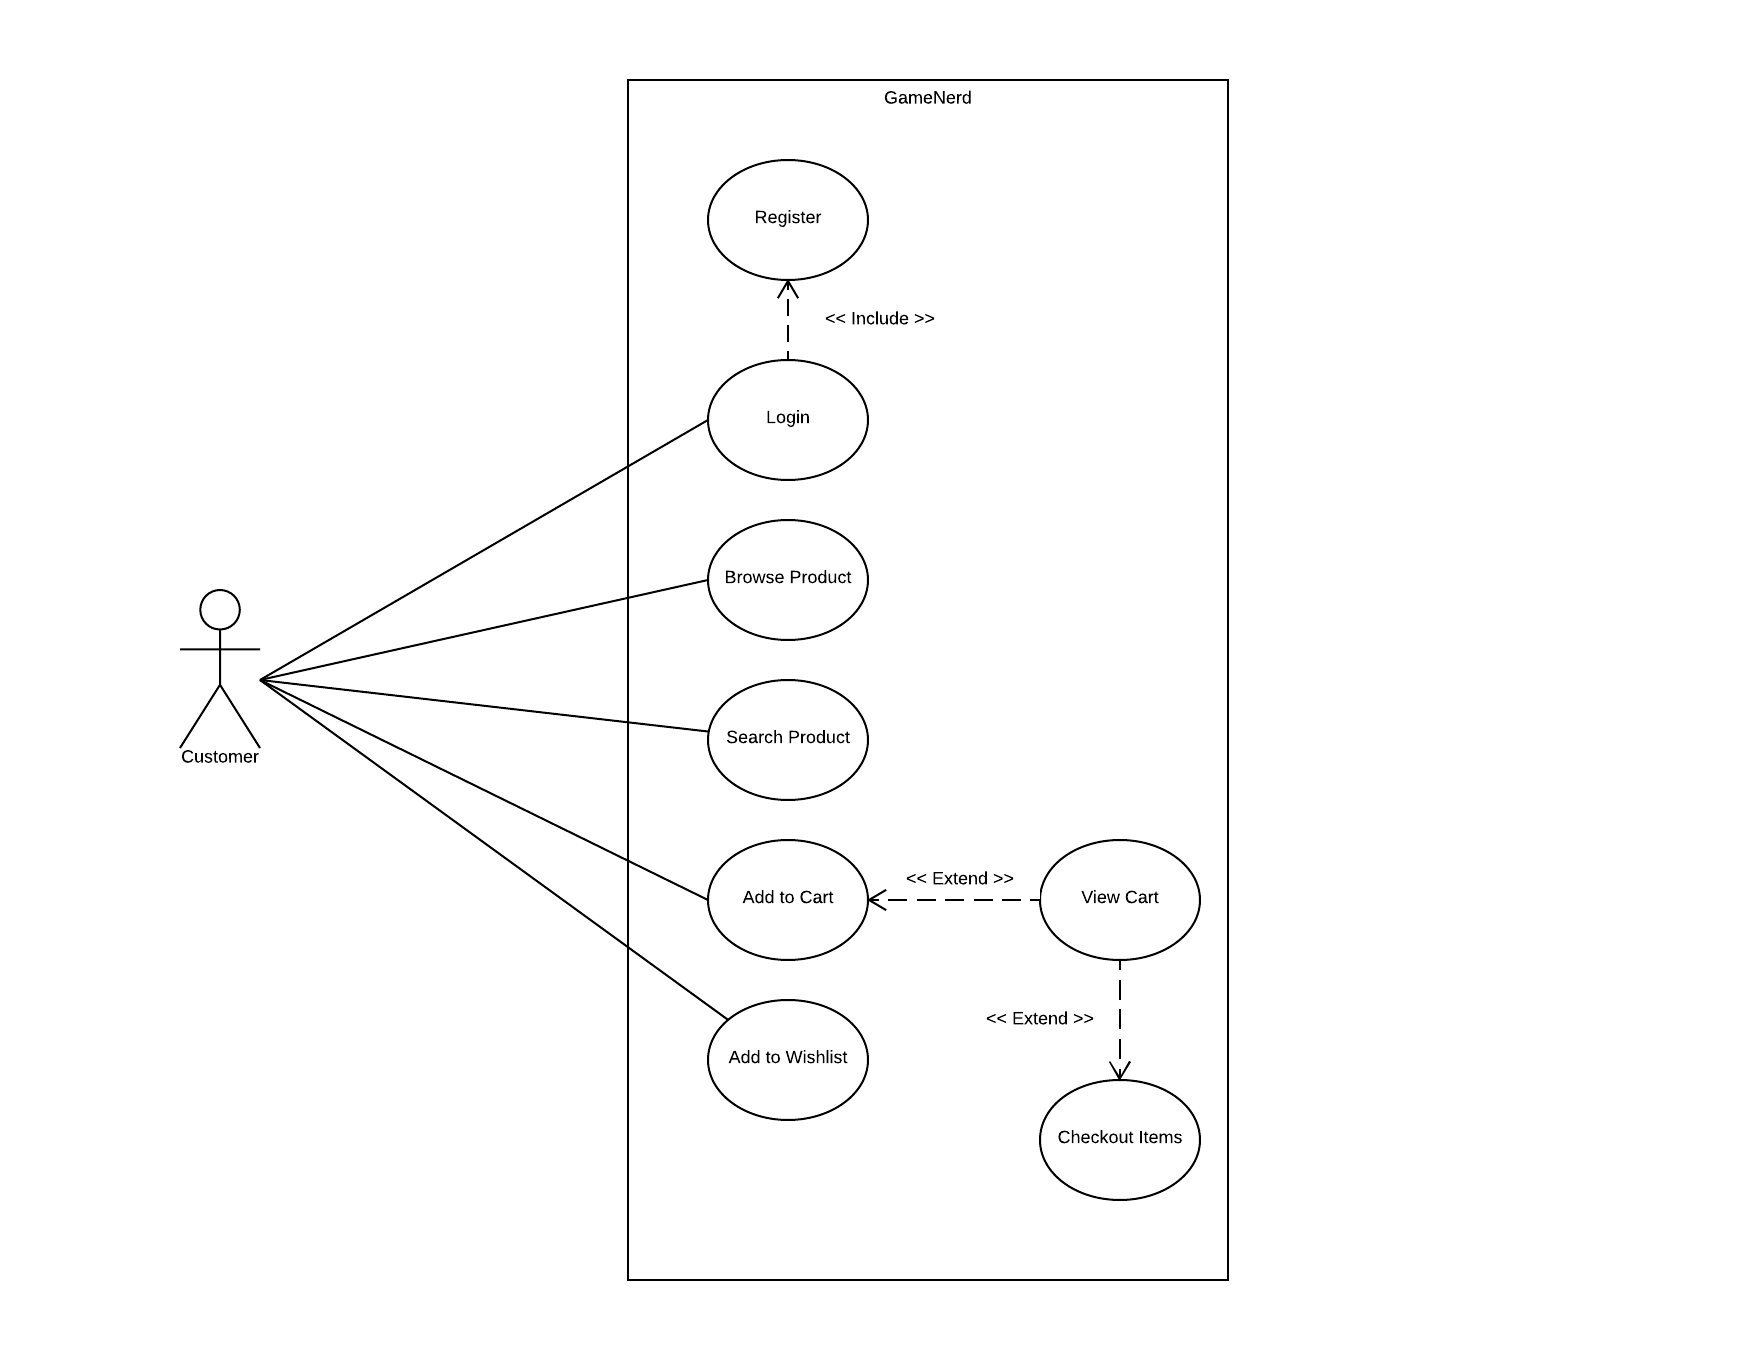 GameNerd
Register
<< Include >>
Login
Browse Product
Search Product
Customer
Add to Cart
<< Extend >>
View Cart
<< Extend >>
Add to Wishlist
Checkout Items